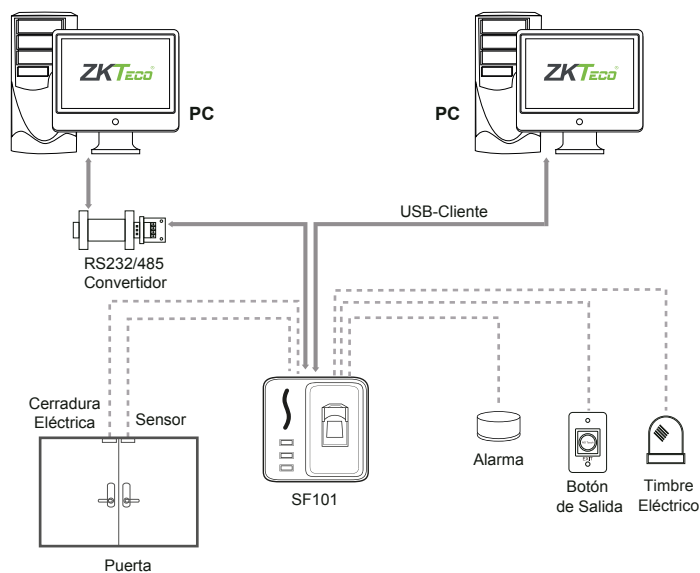 ZKTeco
PC
ZKTeco
PC
USB-Cliente
RS232/485
Convertidor
Cerradura
Eléctrica
Sensor
Puerta
SF101
Alarma
EXIT
Botón
de Salida
Timbre
Eléctrico